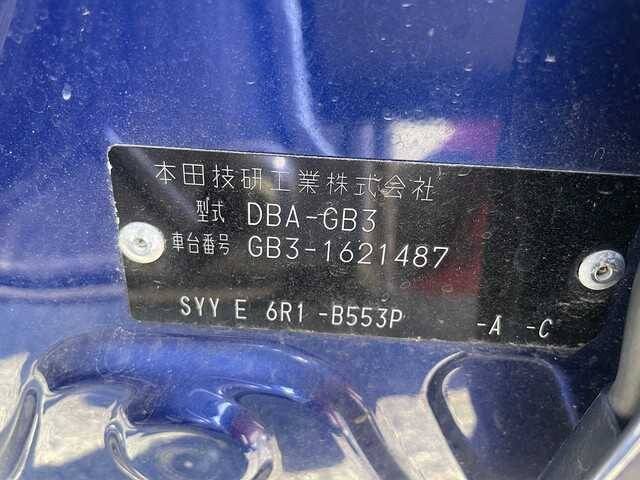 本田技研工業株式会社
型式 DBA-GB3
車台番号 GB3-1621487
SYY E 6R1 -B553P -A -C